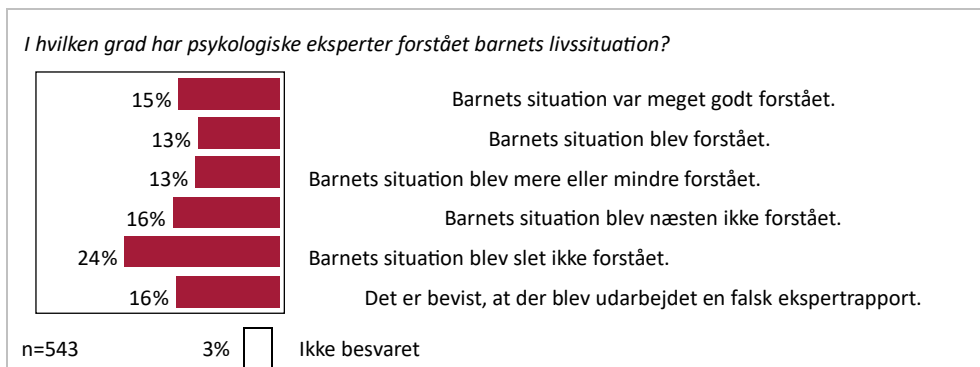 I hvilken grad har psykologiske eksperter forstået barnets livssituation?
15% Barnets situation var meget godt forstået.
13% Barnets situation blev forstået.
13% Barnets situation blev mere eller mindre forstået.
16% Barnets situation blev næsten ikke forstået.
24% Barnets situation blev slet ikke forstået.
16% Det er bevist, at der blev udarbejdet en falsk ekspertrapport.
n=543 3% Ikke besvaret